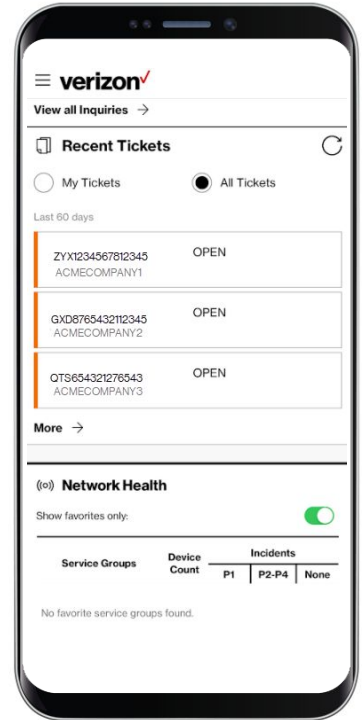 verizon
View all Inquiries
Recent Tickets
My Tickets
All Tickets
Last 60 days
ZYX1234567812345 OPEN
ACMECOMPANY1
GXD8765432112345 OPEN
ACMECOMPANY2
QTS654321276543 OPEN
ACMECOMPANY3
More
Network Health
Show favorites only:
Service Groups Device Count Incidents
P1 P2-P4 None
No favorite service groups found.